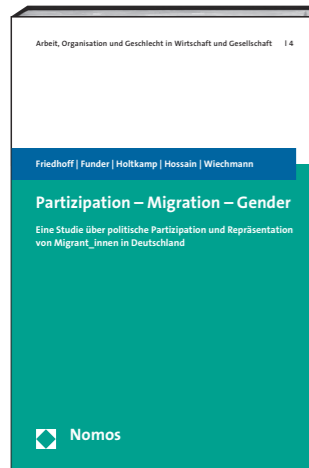 Arbeit, Organisation und Geschlecht in Wirtschaft und Gesellschaft | 4
Friedhoff | Funder | Holtkamp | Hossain | Wiechmann
Partizipation – Migration – Gender
Eine Studie über politische Partizipation und Repräsentation
von Migrant_innen in Deutschland
Nomos